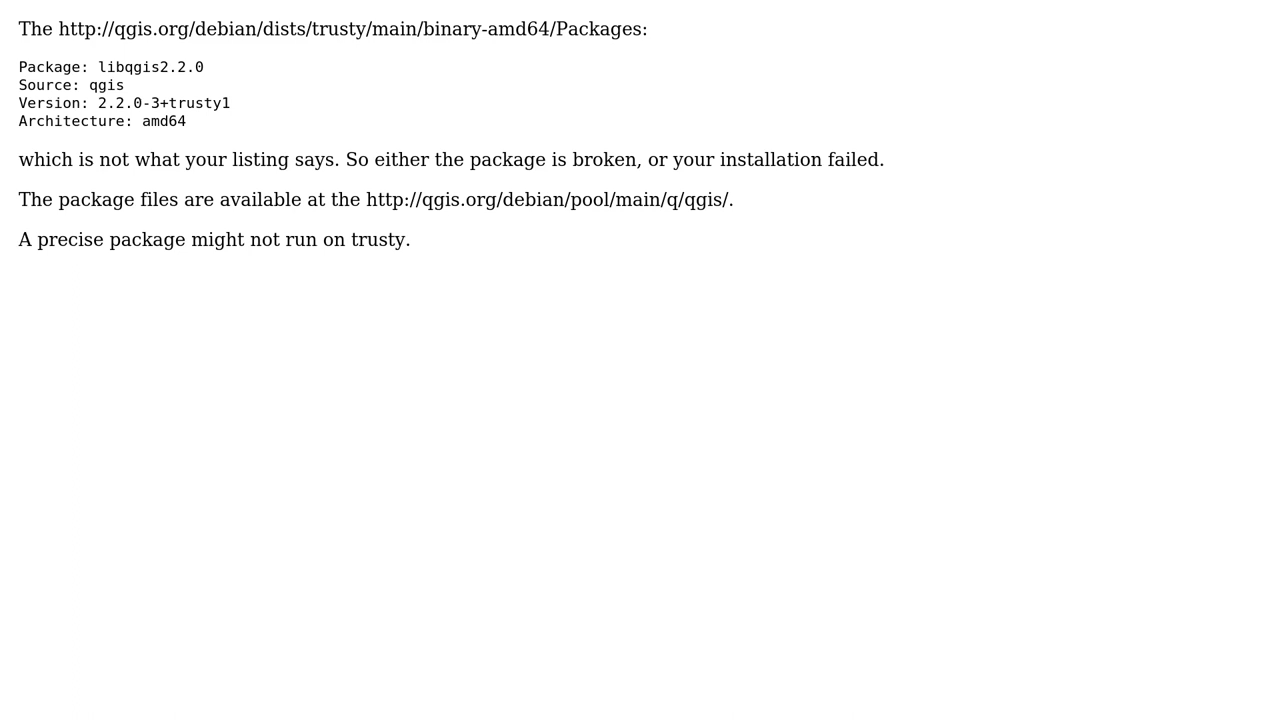 The http://qgis.org/debian/dists/trusty/main/binary-amd64/Packages:
Package: libqgis2.2.0
Source: qgis
Version: 2.2.0-3+trusty1
Architecture: amd64
which is not what your listing says. So either the package is broken, or your installation failed.
The package files are available at the http://qgis.org/debian/pool/main/q/qgis/.
A precise package might not run on trusty.